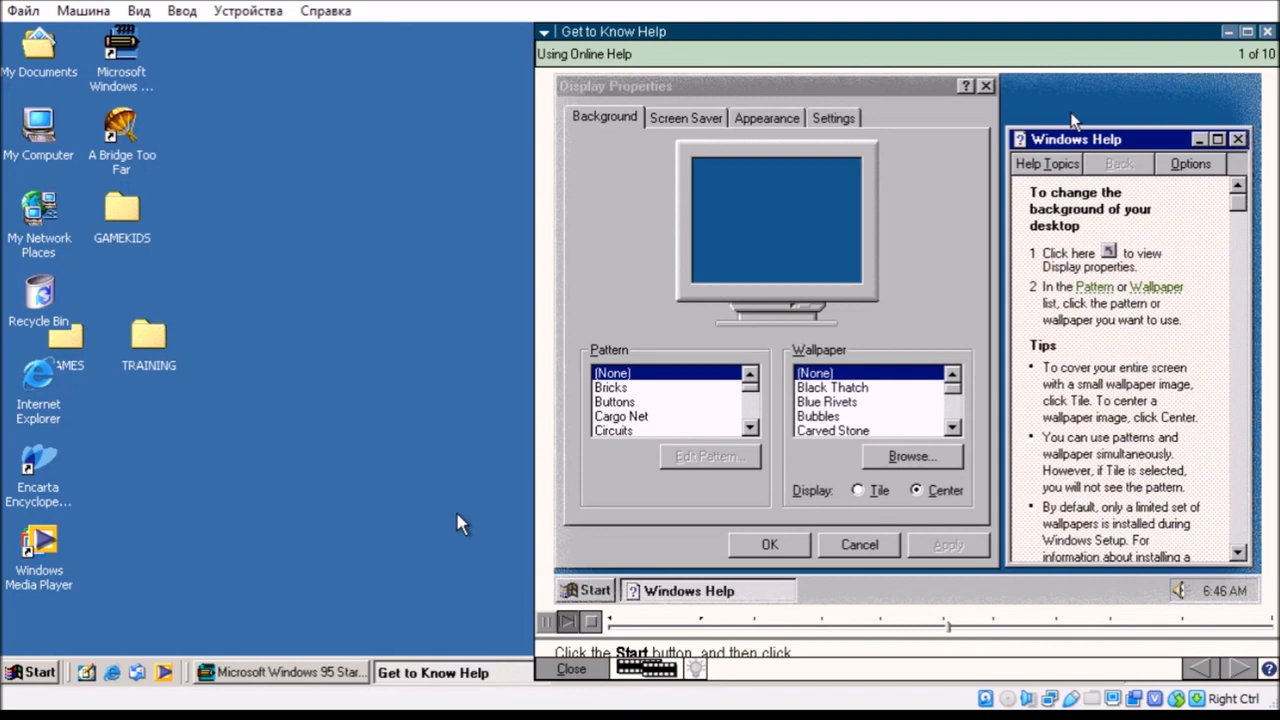 Файл Машина Вид Ввод Устройства Справка
My Documents
Microsoft
Windows ...
My Computer
A Bridge Too
Far
My Network
Places
GAMEKIDS
Recycle Bin
AMES
TRAINING
Internet
Explorer
Encarta
Encyclope...
Windows
Media Player
Get to Know Help
Using Online Help 1 of 10
Display Properties
Background Screen Saver Appearance Settings
Pattern
(None)
Bricks
Buttons
Cargo Net
Circuits
Edit Pattern...
Wallpaper
(None)
Black Thatch
Blue Rivets
Bubbles
Carved Stone
Browse...
Display: Tile Center
OK Cancel Apply
Windows Help
Help Topics Back Options
To change the
background of your
desktop
1 Click here to view
Display properties.
2 In the Pattern or Wallpaper
list, click the pattern or
wallpaper you want to use.
Tips
• To cover your entire screen
with a small wallpaper image,
click Tile. To center a
wallpaper image, click Center.
• You can use patterns and
wallpaper simultaneously.
However, if Tile is selected,
you will not see the pattern.
• By default, only a limited set of
wallpapers is installed during
Windows Setup. For
information about installing a
Start Windows Help 6:46 AM
Click the Start button, and then click
Close
Start Microsoft Windows 95 Star... Get to Know Help
Right Ctrl